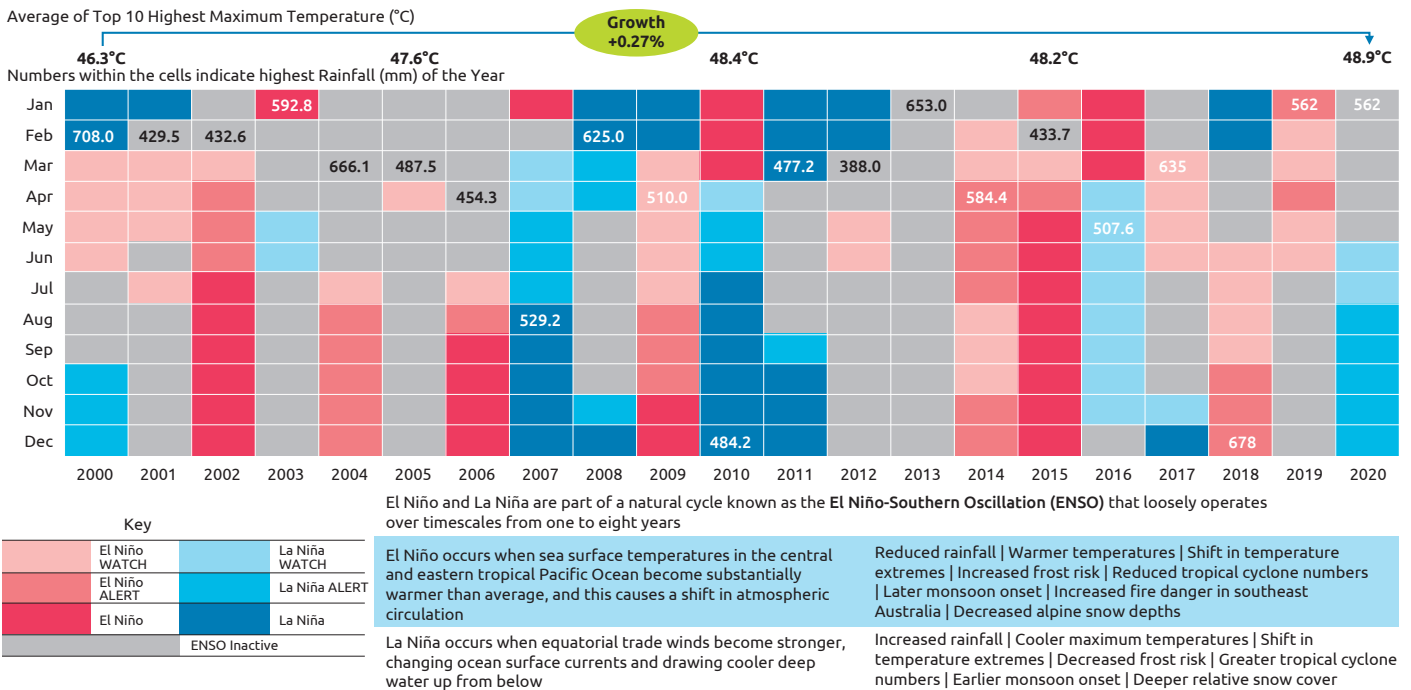 Average of Top 10 Highest Maximum Temperature (°C)
Growth
+0.27%
46.3°C 47.6°C 48.4°C 48.2°C 48.9°C
Numbers within the cells indicate highest Rainfall (mm) of the Year
Jan 592.8 653.0 562 562
Feb 708.0 429.5 432.6 625.0 433.7
Mar 666.1 487.5 477.2 388.0 635
Apr 454.3 510.0 584.4
May 507.6
Jun
Jul
Aug 529.2
Sep
Oct
Nov
Dec 484.2 678
2000 2001 2002 2003 2004 2005 2006 2007 2008 2009 2010 2011 2012 2013 2014 2015 2016 2017 2018 2019 2020
El Niño and La Niña are part of a natural cycle known as the El Niño-Southern Oscillation (ENSO) that loosely operates
over timescales from one to eight years
Key
El Niño
WATCH
La Niña
WATCH
El Niño
ALERT
La Niña ALERT
El Niño
La Niña
ENSO Inactive
El Niño occurs when sea surface temperatures in the central
and eastern tropical Pacific Ocean become substantially
warmer than average, and this causes a shift in atmospheric
circulation
Reduced rainfall | Warmer temperatures | Shift in temperature
extremes | Increased frost risk | Reduced tropical cyclone numbers
| Later monsoon onset | Increased fire danger in southeast
Australia | Decreased alpine snow depths
La Niña occurs when equatorial trade winds become stronger,
changing ocean surface currents and drawing cooler deep
water up from below
Increased rainfall | Cooler maximum temperatures | Shift in
temperature extremes | Decreased frost risk | Greater tropical cyclone
numbers | Earlier monsoon onset | Deeper relative snow cover